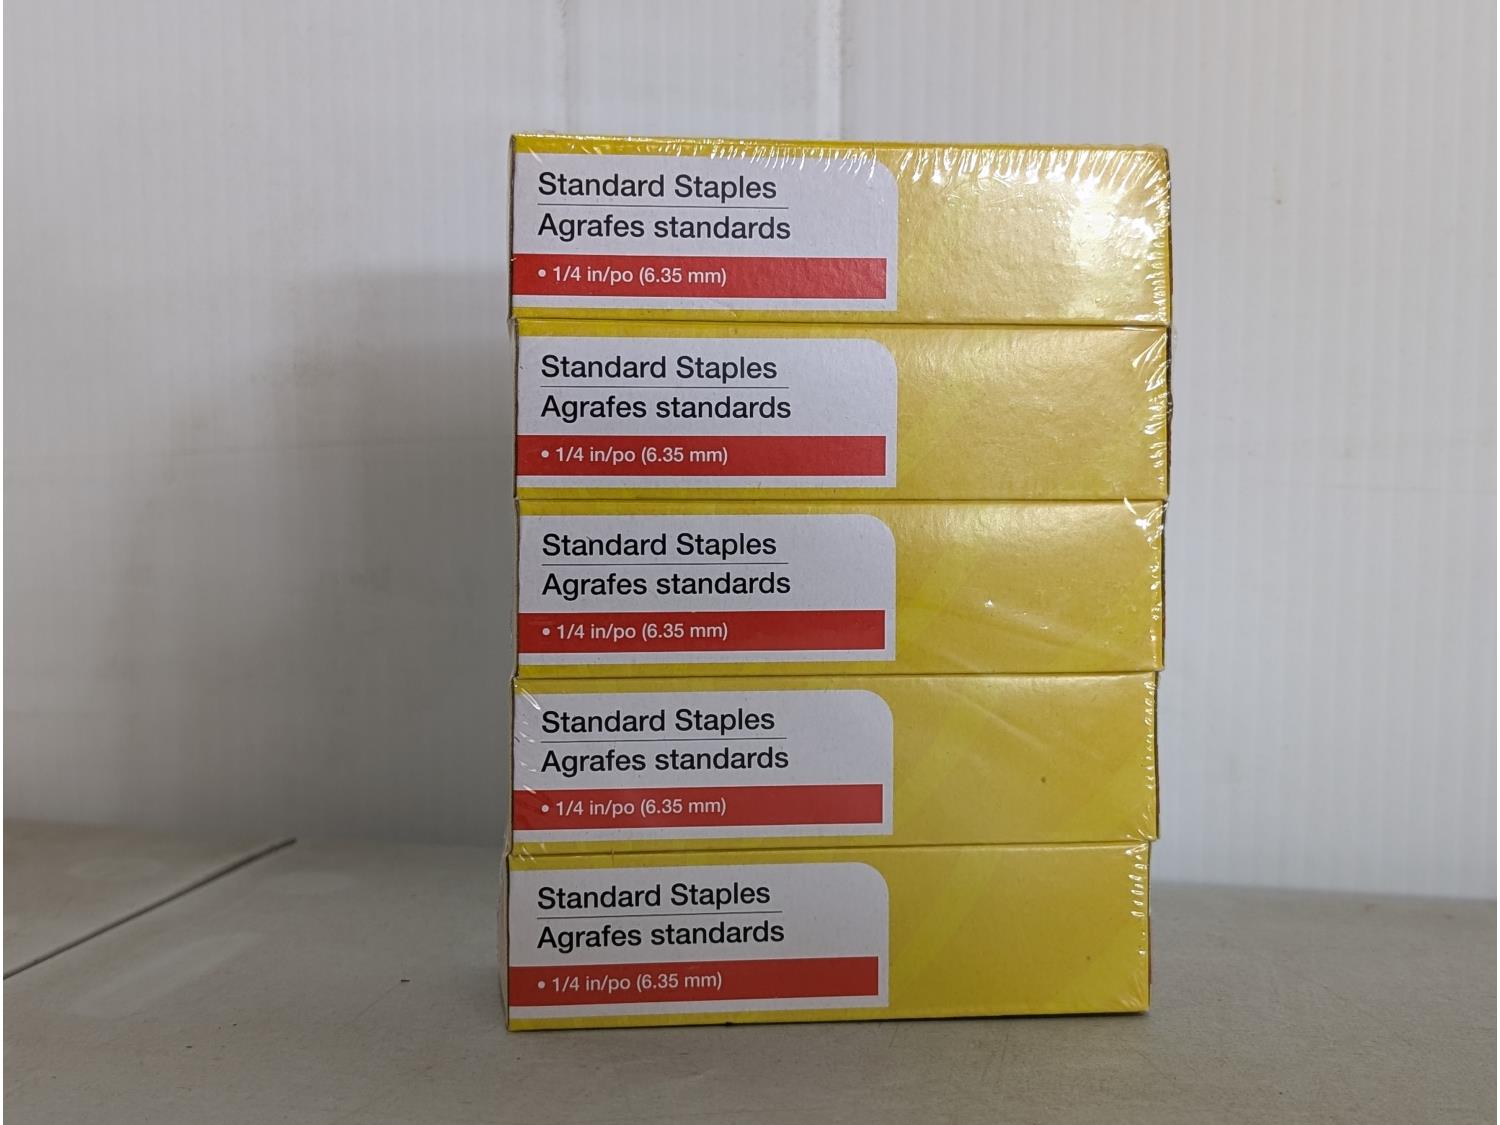 Standard Staples
Agrafes standards
• 1/4 in/po (6.35 mm)
Standard Staples
Agrafes standards
• 1/4 in/po (6.35 mm)
Standard Staples
Agrafes standards
• 1/4 in/po (6.35 mm)
Standard Staples
Agrafes standards
• 1/4 in/po (6.35 mm)
Standard Staples
Agrafes standards
• 1/4 in/po (6.35 mm)